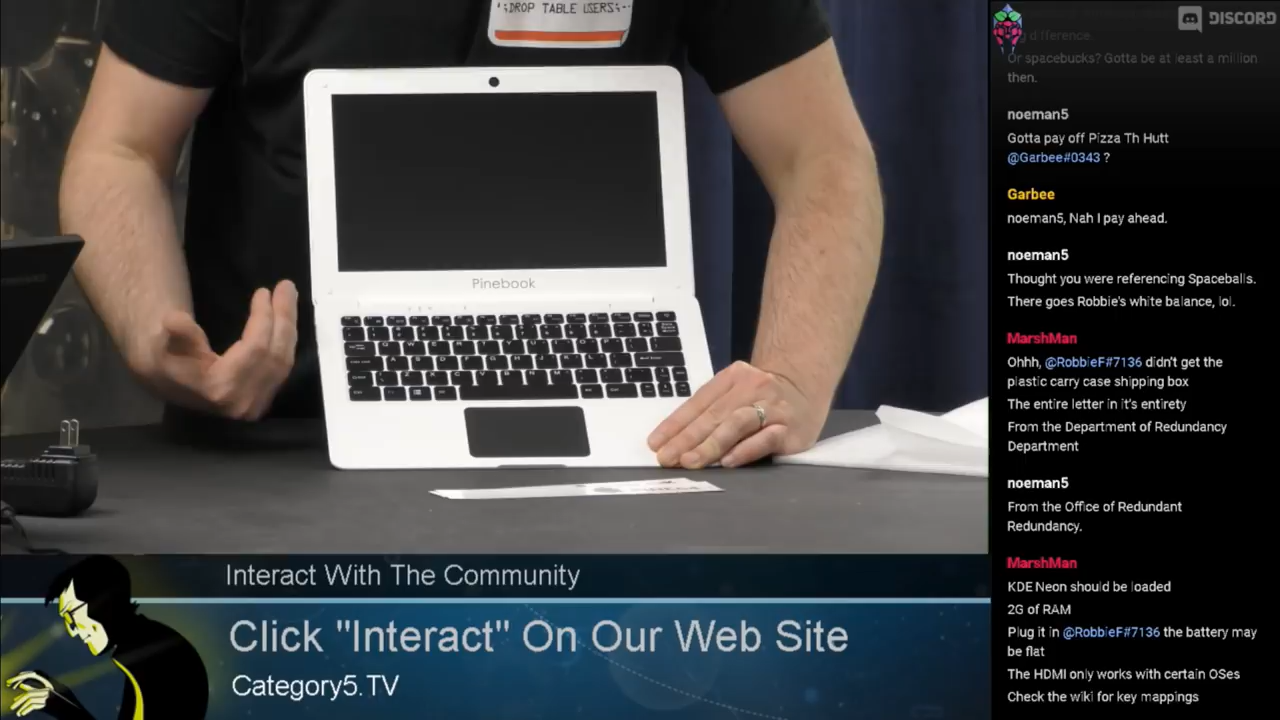 ';DROP TABLE USERS;--
Pinebook
Interact With The Community
Click "Interact" On Our Web Site
Category5.TV
DISCORD
difference.
Or spacebucks? Gotta be at least a million
then.
noeman5
Gotta pay off Pizza Th Hutt
@Garbee#0343 ?
Garbee
noeman5, Nah I pay ahead.
noeman5
Thought you were referencing Spaceballs.
There goes Robbie's white balance, lol.
MarshMan
Ohhh, @RobbieF#7136 didn't get the
plastic carry case shipping box
The entire letter in it's entirety
From the Department of Redundancy
Department
noeman5
From the Office of Redundant
Redundancy.
MarshMan
KDE Neon should be loaded
2G of RAM
Plug it in @RobbieF#7136 the battery may
be flat
The HDMI only works with certain OSes
Check the wiki for key mappings